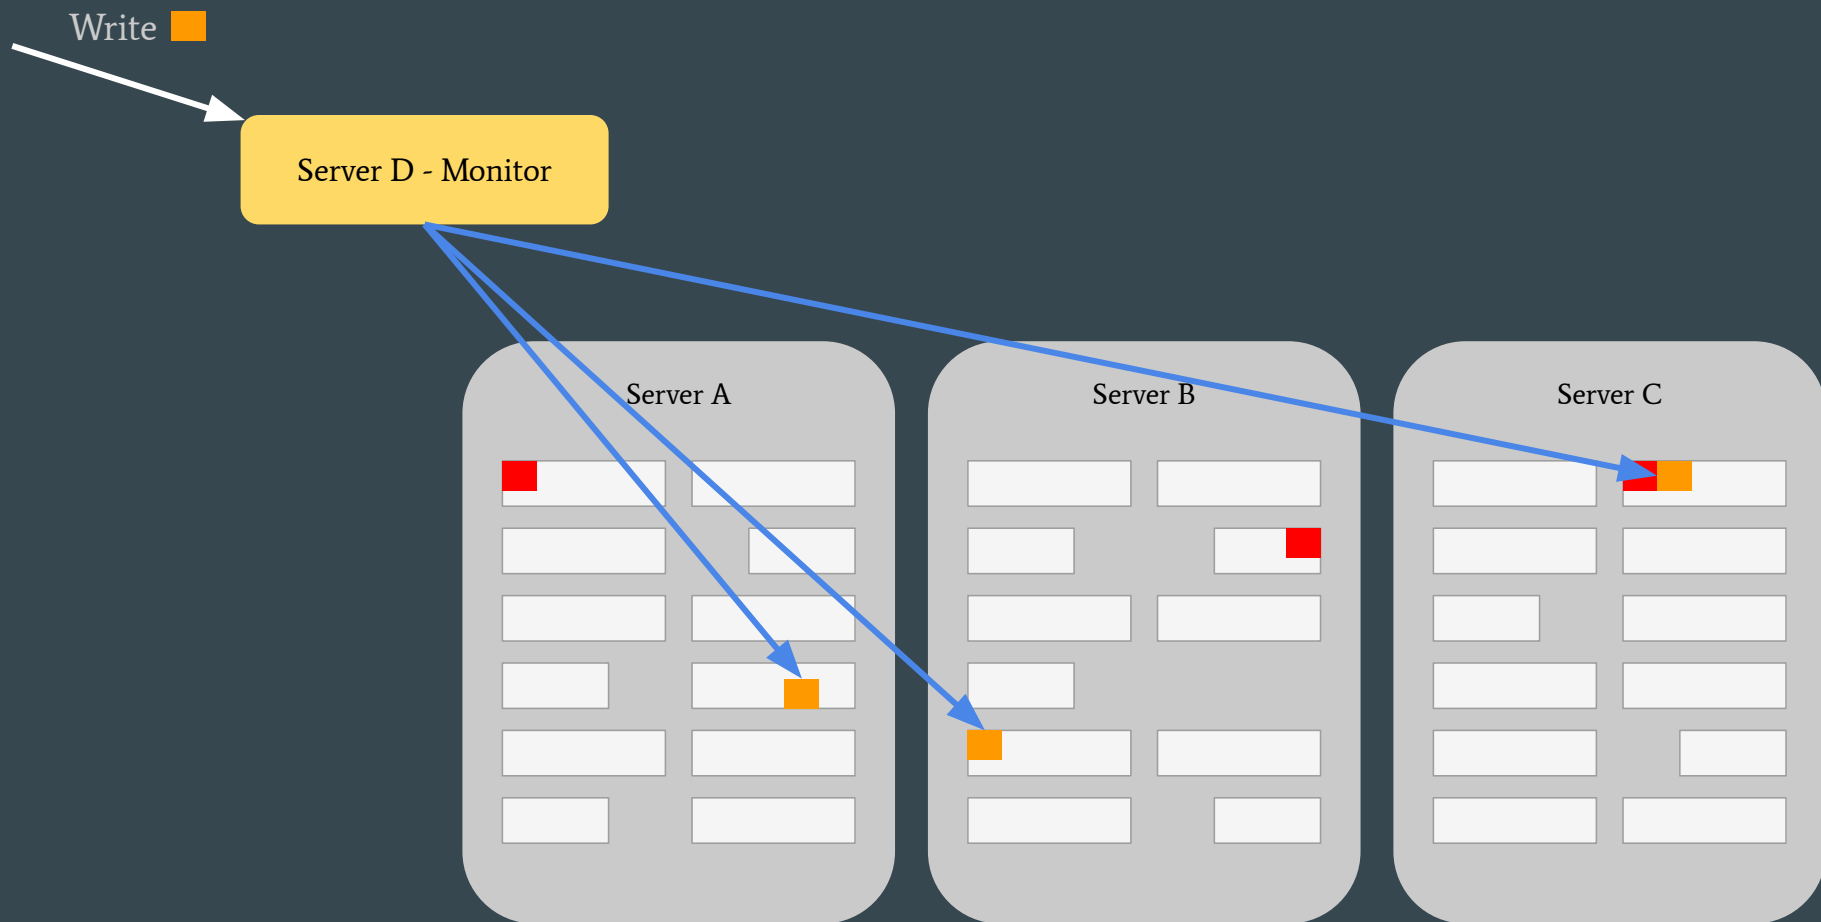 Write
Server D - Monitor
Server A
Server B
Server C